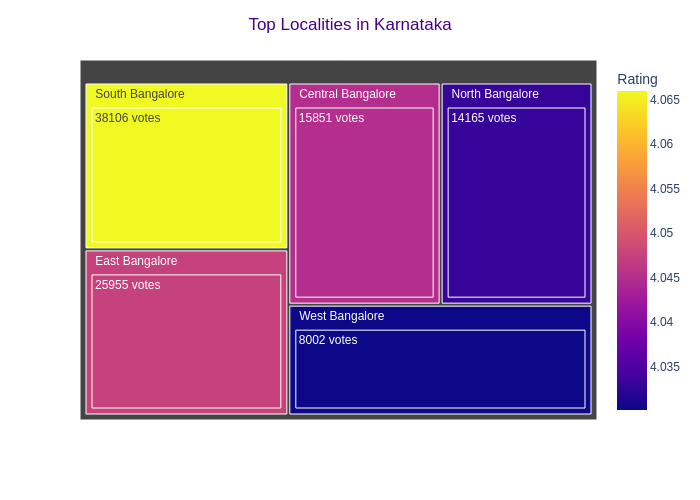 Top Localities in Karnataka
South Bangalore
38106 votes
Central Bangalore
15851 votes
North Bangalore
14165 votes
East Bangalore
25955 votes
West Bangalore
8002 votes
Rating
4.065
4.06
4.055
4.05
4.045
4.04
4.035